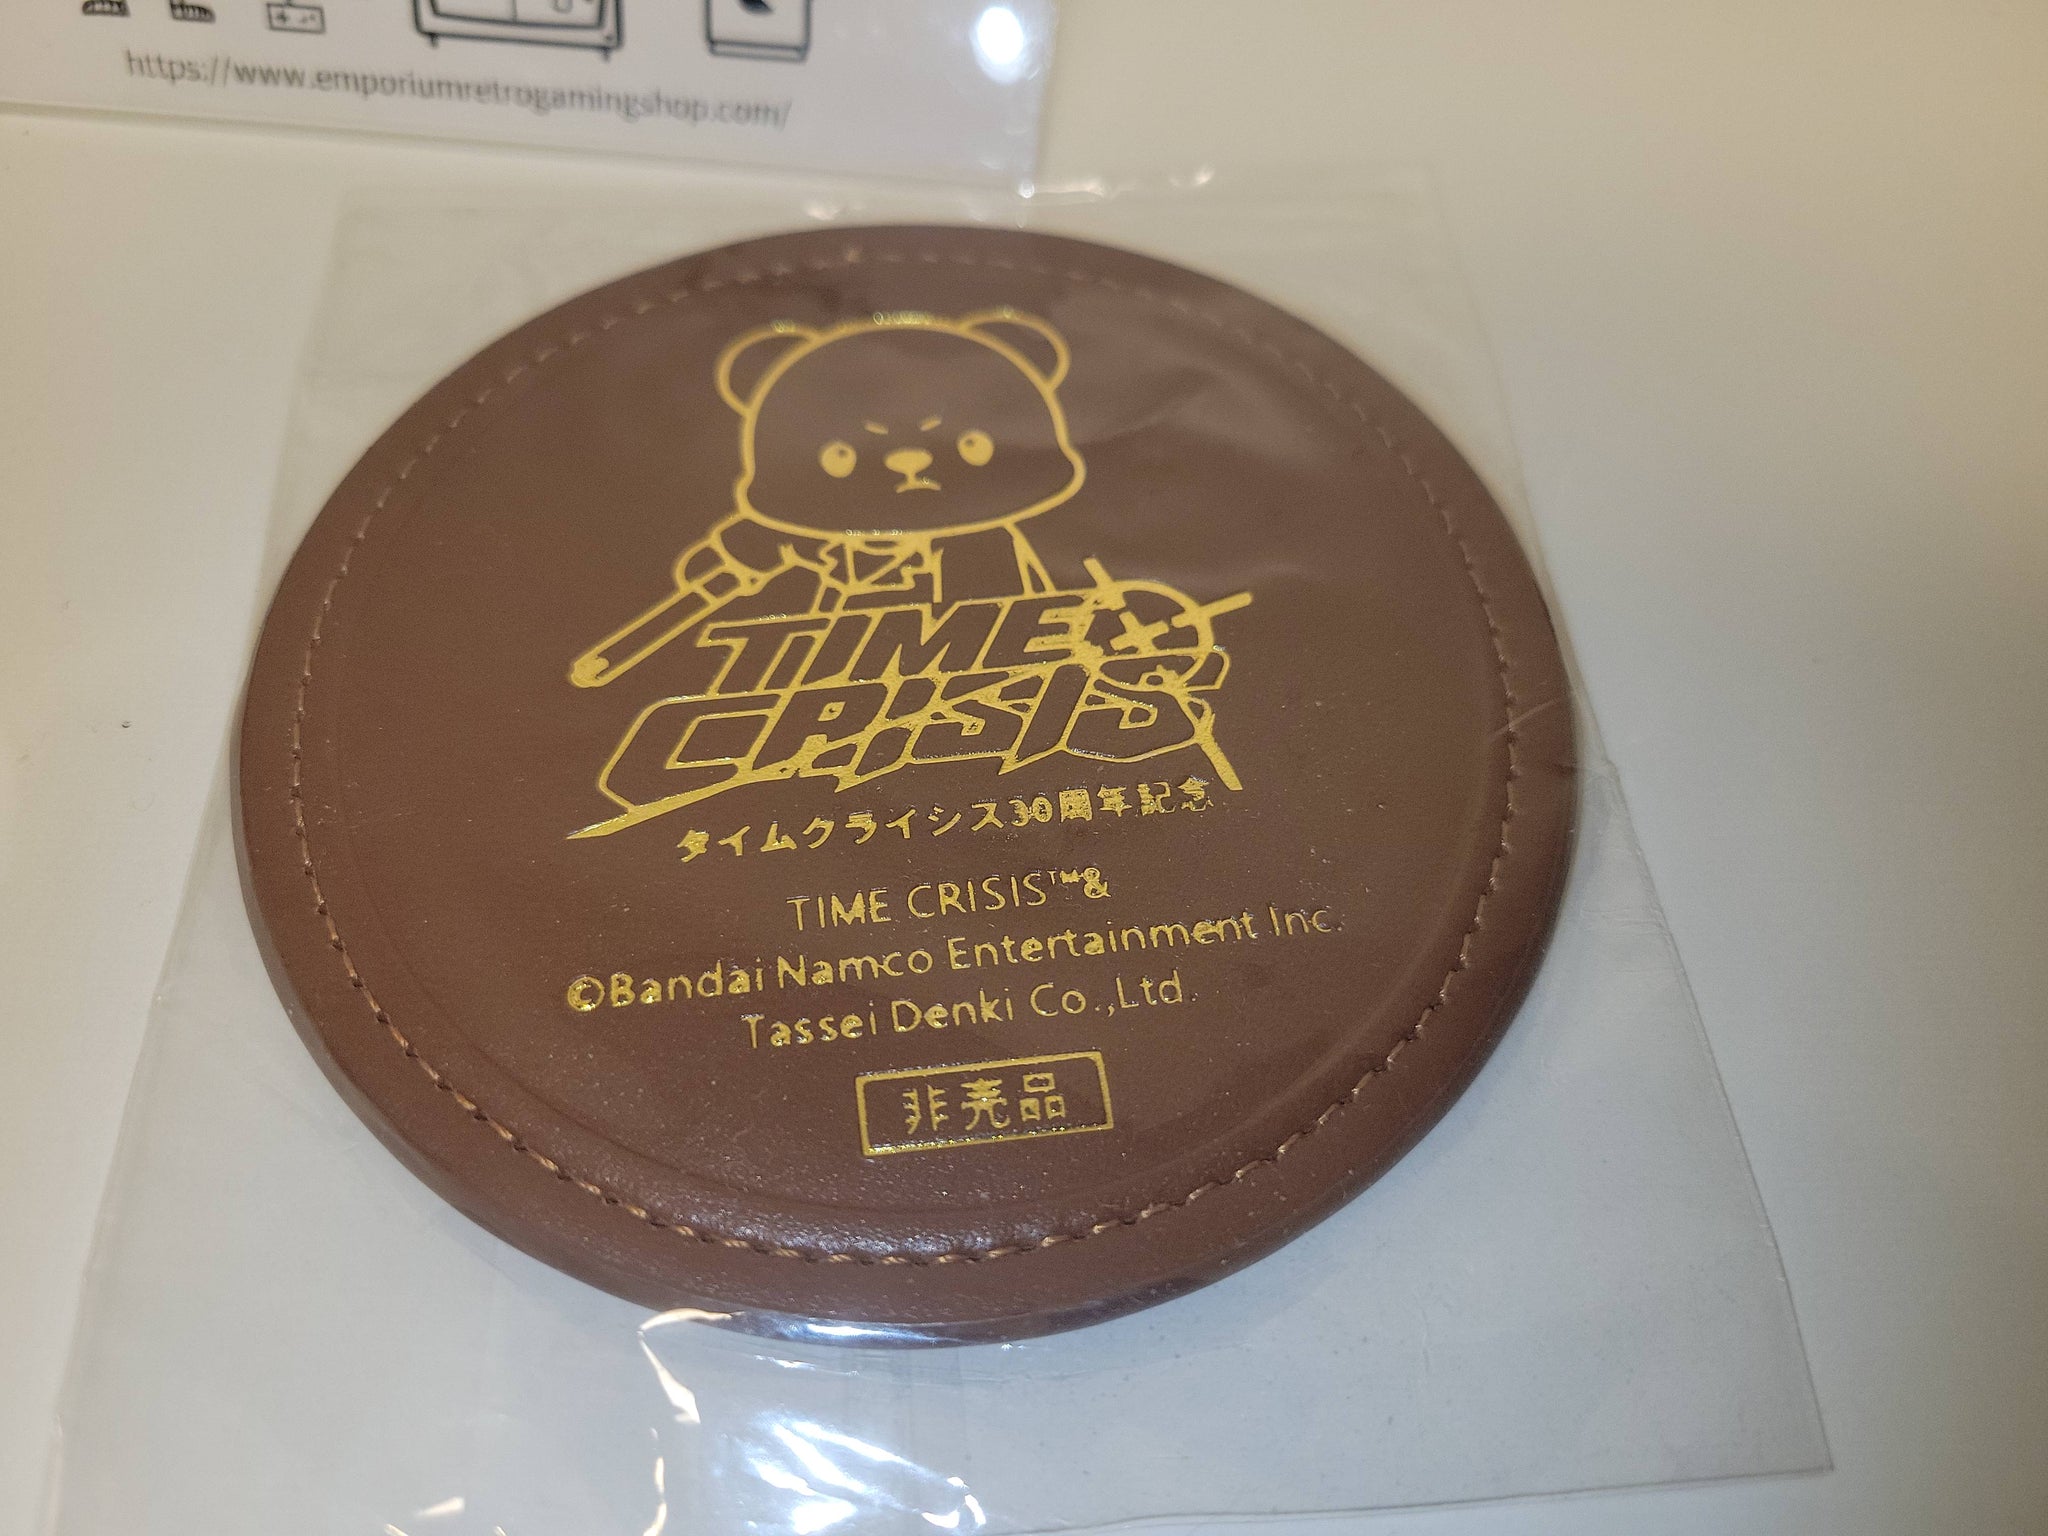 https://www.emporiumretrogamingshop.com/
TIME
CRISIS
タイムクライシス30周年記念
TIME CRISIS™&
©Bandai Namco Entertainment Inc.
Tassei Denki Co.,Ltd.
非売品